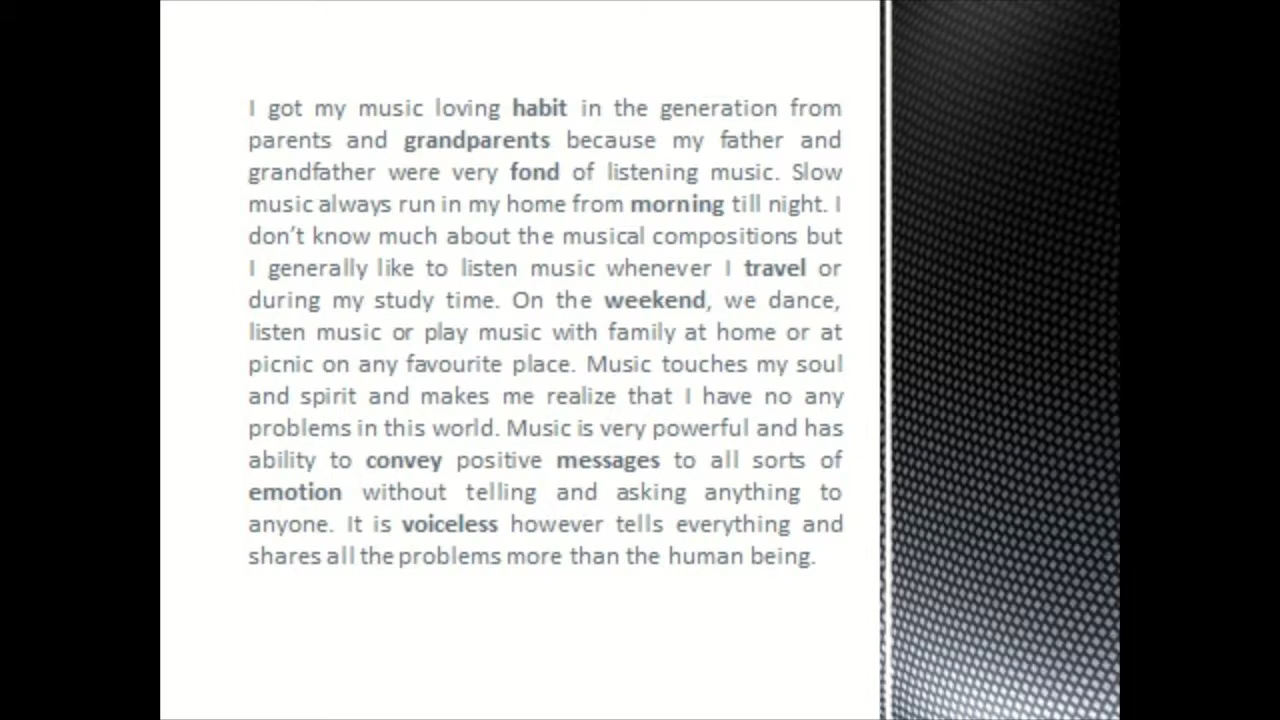 I got my music loving habit in the generation from
parents and grandparents because my father and
grandfather were very fond of listening music. Slow
music always run in my home from morning till night. I
don’t know much about the musical compositions but
I generally like to listen music whenever I travel or
during my study time. On the weekend, we dance,
listen music or play music with family at home or at
picnic on any favourite place. Music touches my soul
and spirit and makes me realize that I have no any
problems in this world. Music is very powerful and has
ability to convey positive messages to all sorts of
emotion without telling and asking anything to
anyone. It is voiceless however tells everything and
shares all the problems more than the human being.